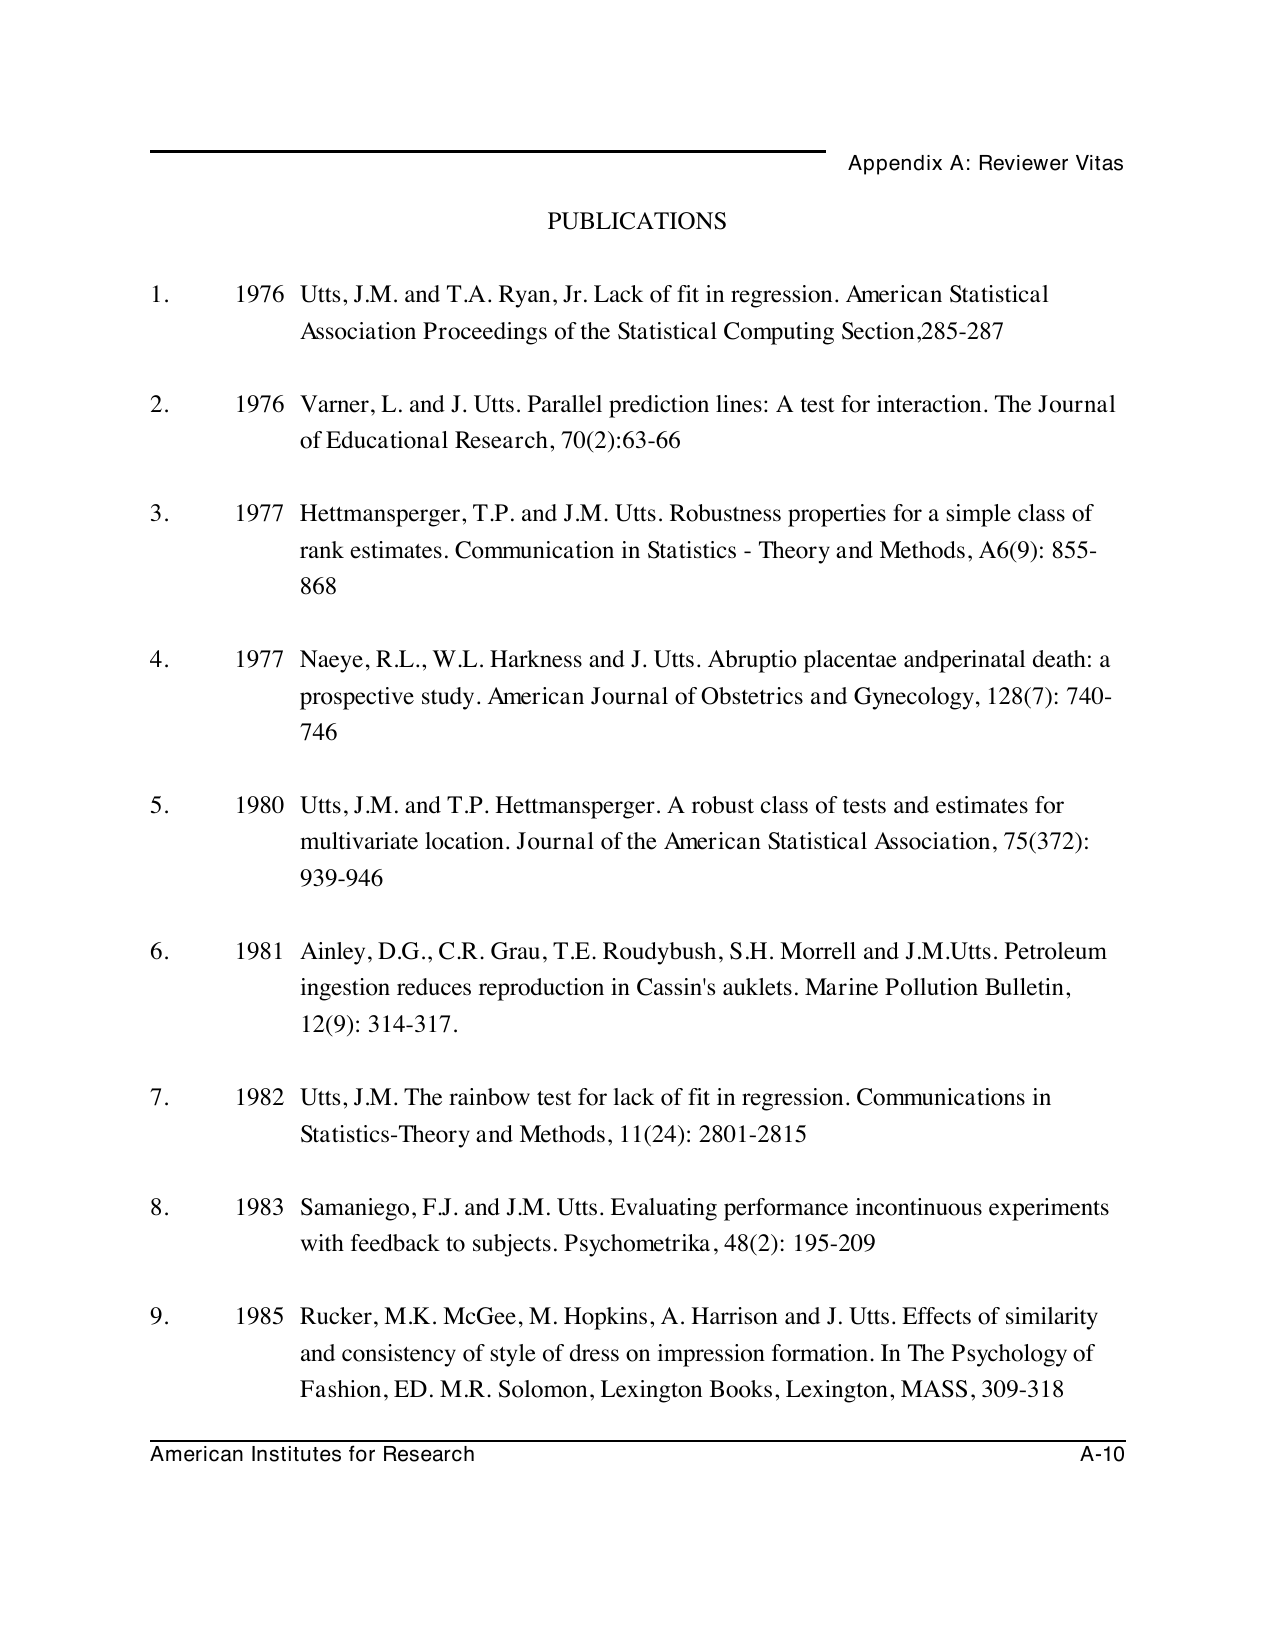 Appendix A: Reviewer Vitas
PUBLICATIONS
1. 1976 Utts, J.M. and T.A. Ryan, Jr. Lack of fit in regression. American Statistical
Association Proceedings of the Statistical Computing Section,285-287
2. 1976 Varner, L. and J. Utts. Parallel prediction lines: A test for interaction. The Journal
of Educational Research, 70(2):63-66
3. 1977 Hettmansperger, T.P. and J.M. Utts. Robustness properties for a simple class of
rank estimates. Communication in Statistics - Theory and Methods, A6(9): 855-
868
4. 1977 Naeye, R.L., W.L. Harkness and J. Utts. Abruptio placentae andperinatal death: a
prospective study. American Journal of Obstetrics and Gynecology, 128(7): 740-
746
5. 1980 Utts, J.M. and T.P. Hettmansperger. A robust class of tests and estimates for
multivariate location. Journal of the American Statistical Association, 75(372):
939-946
6. 1981 Ainley, D.G., C.R. Grau, T.E. Roudybush, S.H. Morrell and J.M.Utts. Petroleum
ingestion reduces reproduction in Cassin's auklets. Marine Pollution Bulletin,
12(9): 314-317.
7. 1982 Utts, J.M. The rainbow test for lack of fit in regression. Communications in
Statistics-Theory and Methods, 11(24): 2801-2815
8. 1983 Samaniego, F.J. and J.M. Utts. Evaluating performance incontinuous experiments
with feedback to subjects. Psychometrika, 48(2): 195-209
9. 1985 Rucker, M.K. McGee, M. Hopkins, A. Harrison and J. Utts. Effects of similarity
and consistency of style of dress on impression formation. In The Psychology of
Fashion, ED. M.R. Solomon, Lexington Books, Lexington, MASS, 309-318
American Institutes for Research A-10